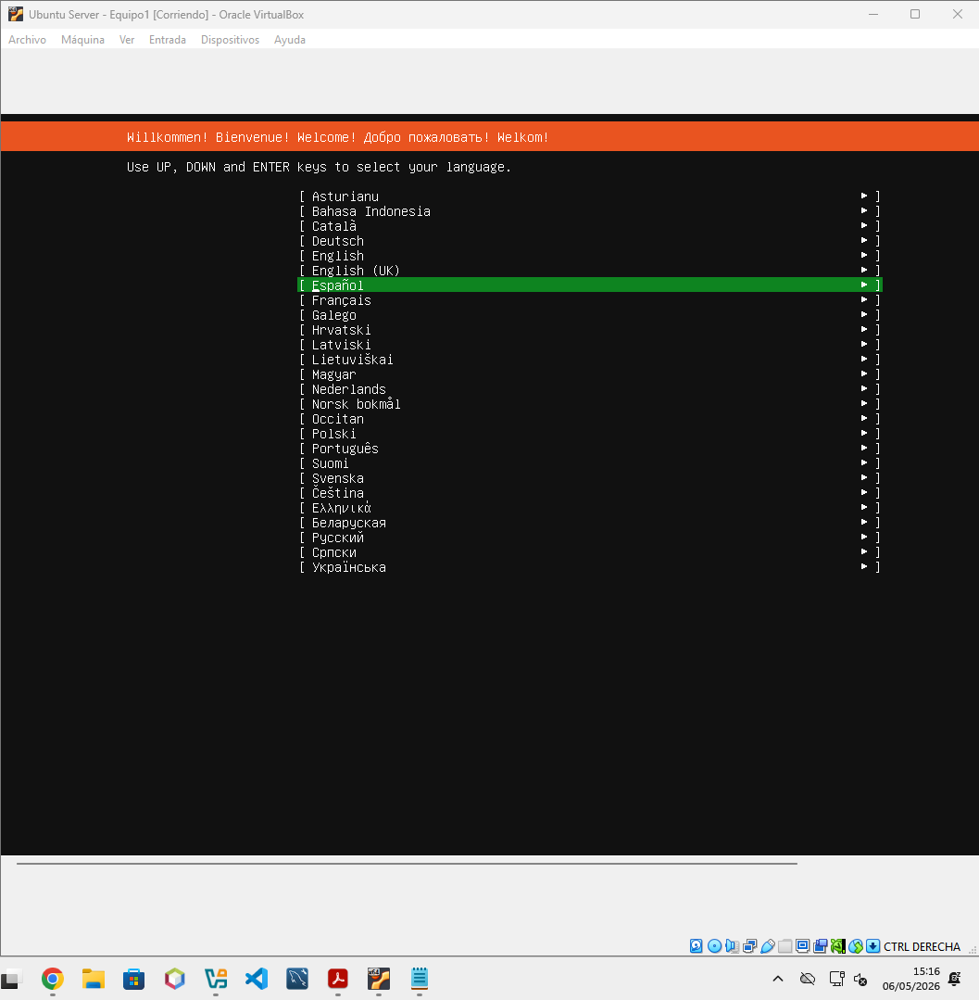 Ubuntu Server - Equipo1 [Corriendo] - Oracle VirtualBox
Archivo Máquina Ver Entrada Dispositivos Ayuda
Willkommen! Bienvenue! Welcome! Добро пожаловать! Welkom!
Use UP, DOWN and ENTER keys to select your language.
[ Asturianu ▸ ]
[ Bahasa Indonesia ▸ ]
[ Català ▸ ]
[ Deutsch ▸ ]
[ English ▸ ]
[ English (UK) ▸ ]
[ Español ▸ ]
[ Français ▸ ]
[ Galego ▸ ]
[ Hrvatski ▸ ]
[ Latviski ▸ ]
[ Lietuviškai ▸ ]
[ Magyar ▸ ]
[ Nederlands ▸ ]
[ Norsk bokmål ▸ ]
[ Occitan ▸ ]
[ Polski ▸ ]
[ Português ▸ ]
[ Suomi ▸ ]
[ Svenska ▸ ]
[ Čeština ▸ ]
[ Ελληνικά ▸ ]
[ Беларуская ▸ ]
[ Русский ▸ ]
[ Српски ▸ ]
[ Українська ▸ ]
CTRL DERECHA
15:16
06/05/2026